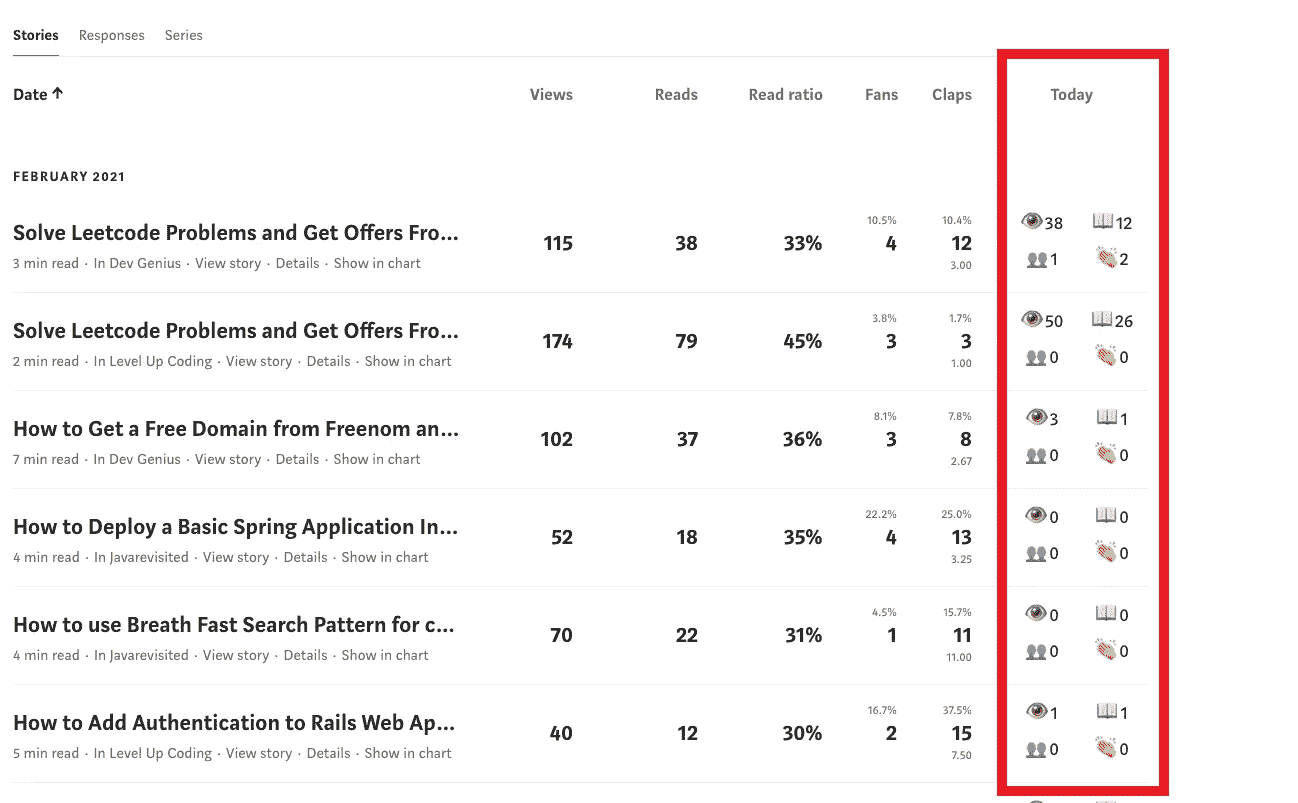 Stories Responses Series
Date ↑ Views Reads Read ratio Fans Claps Today
FEBRUARY 2021
10.5% 10.4% 38 12
Solve Leetcode Problems and Get Offers Fro... 115 38 33% 4 12
3 min read · In Dev Genius · View story · Details · Show in chart 3.00 1 2
3.8% 1.7% 50 26
Solve Leetcode Problems and Get Offers Fro... 174 79 45% 3 3
2 min read · In Level Up Coding · View story · Details · Show in chart 1.00 0 0
8.1% 7.8% 3 1
How to Get a Free Domain from Freenom an... 102 37 36% 3 8
7 min read · In Dev Genius · View story · Details · Show in chart 2.67 0 0
22.2% 25.0% 0 0
How to Deploy a Basic Spring Application In... 52 18 35% 4 13
4 min read · In Javarevisited · View story · Details · Show in chart 3.25 0 0
4.5% 15.7% 0 0
How to use Breath Fast Search Pattern for c... 70 22 31% 1 11
4 min read · In Javarevisited · View story · Details · Show in chart 11.00 0 0
16.7% 37.5% 1 1
How to Add Authentication to Rails Web Ap... 40 12 30% 2 15
5 min read · In Level Up Coding · View story · Details · Show in chart 7.50 0 0